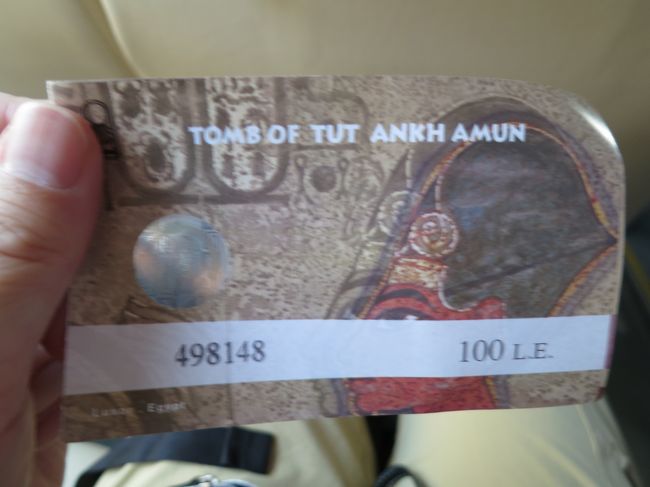 TOMB OF TUT ANKH AMUN
498148 100 L.E.
Luxor - Egypt